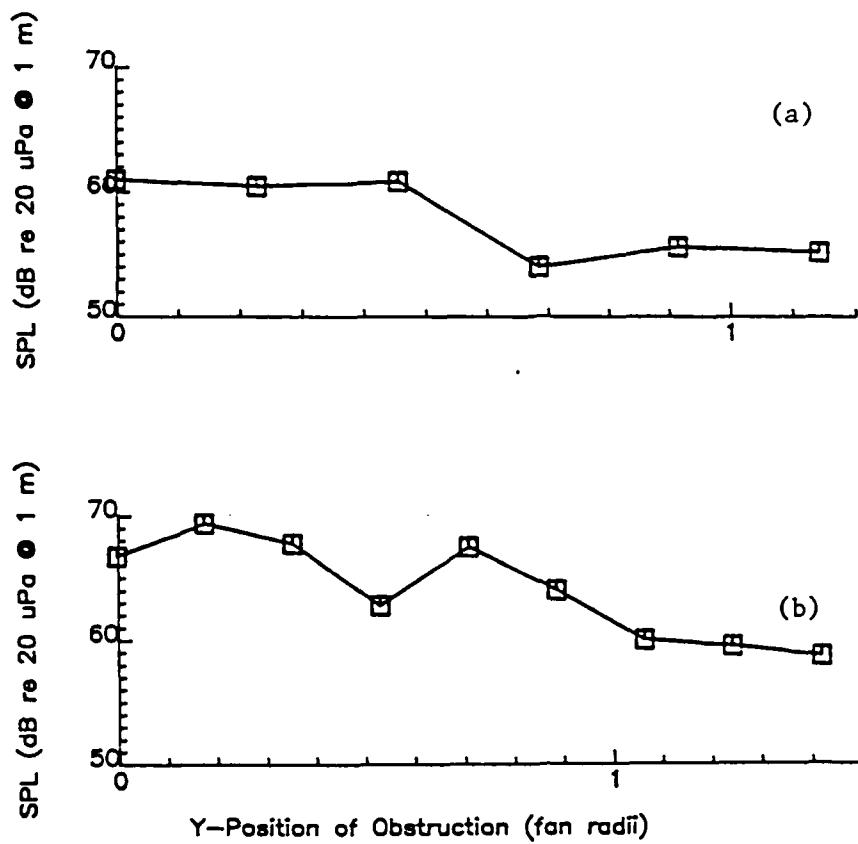 SPL (dB re 20 uPa @ 1 m)
70
60
50
0
1
(a)
SPL (dB re 20 uPa @ 1 m)
70
60
50
0
1
(b)
Y-Position of Obstruction (fan radii)